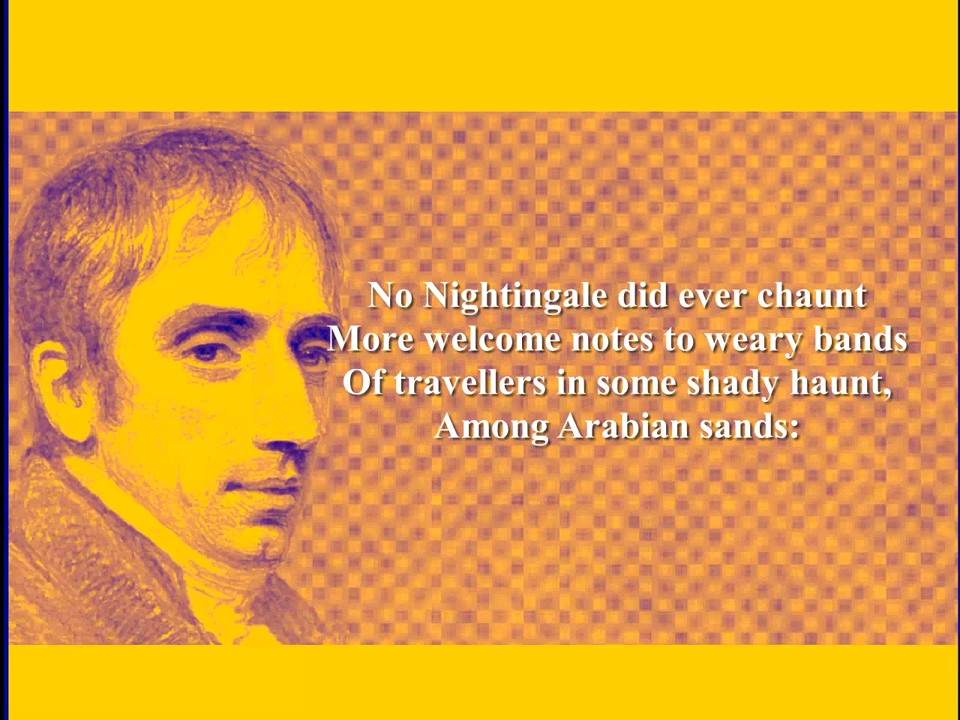 No Nightingale did ever chaunt
More welcome notes to weary bands
Of travellers in some shady haunt,
Among Arabian sands: